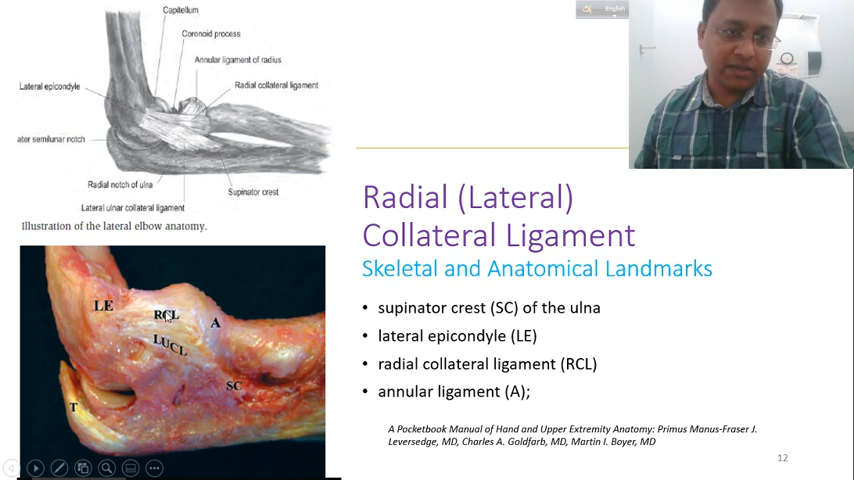 Capitellum
Coronoid process
Annular ligament of radius
Lateral epicondyle
Radial collateral ligament
ater semilunar notch
Radial notch of ulna
Supinator crest
Lateral ulnar collateral ligament
Illustration of the lateral elbow anatomy.
LE
RCL
A
LUCL
SC
T
English
Radial (Lateral)
Collateral Ligament
Skeletal and Anatomical Landmarks
• supinator crest (SC) of the ulna
• lateral epicondyle (LE)
• radial collateral ligament (RCL)
• annular ligament (A);
A Pocketbook Manual of Hand and Upper Extremity Anatomy: Primus Manus-Fraser J.
Leversedge, MD, Charles A. Goldfarb, MD, Martin I. Boyer, MD
12